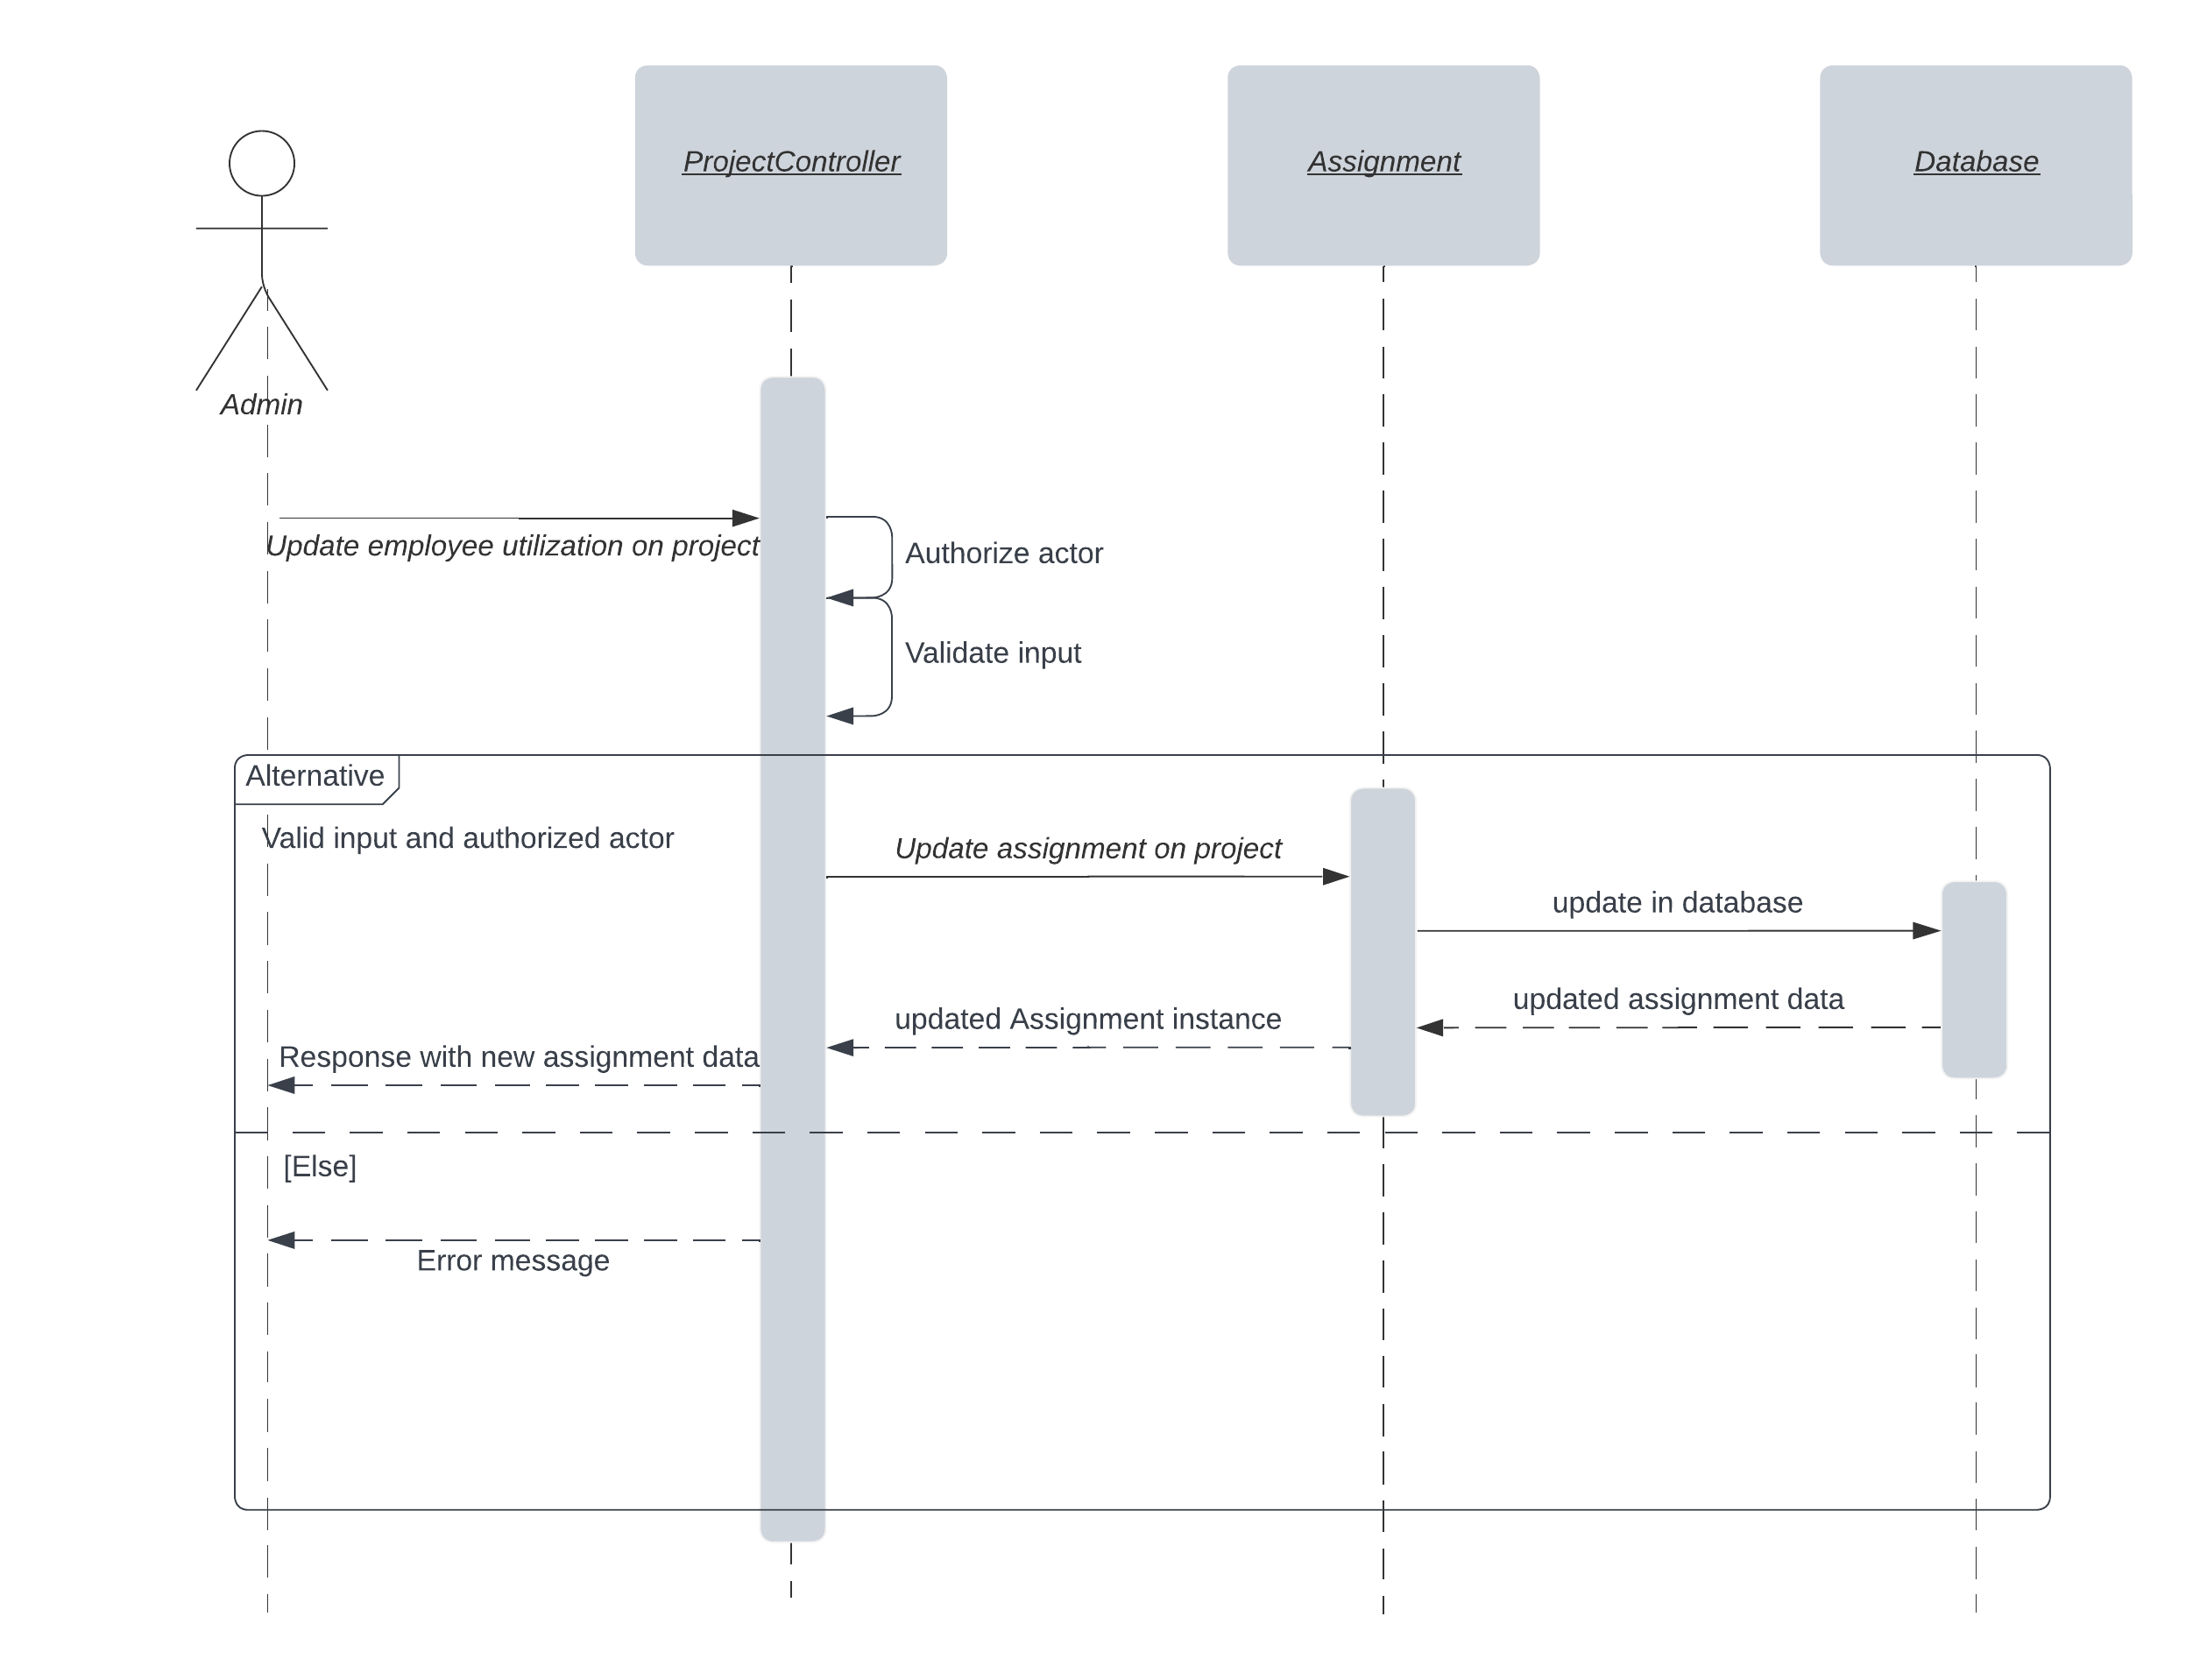 ProjectController
Assignment
Database
Admin
Update employee utilization on project
Authorize actor
Validate input
Alternative
Valid input and authorized actor
Update assignment on project
update in database
updated assignment data
updated Assignment instance
Response with new assignment data
[Else]
Error message